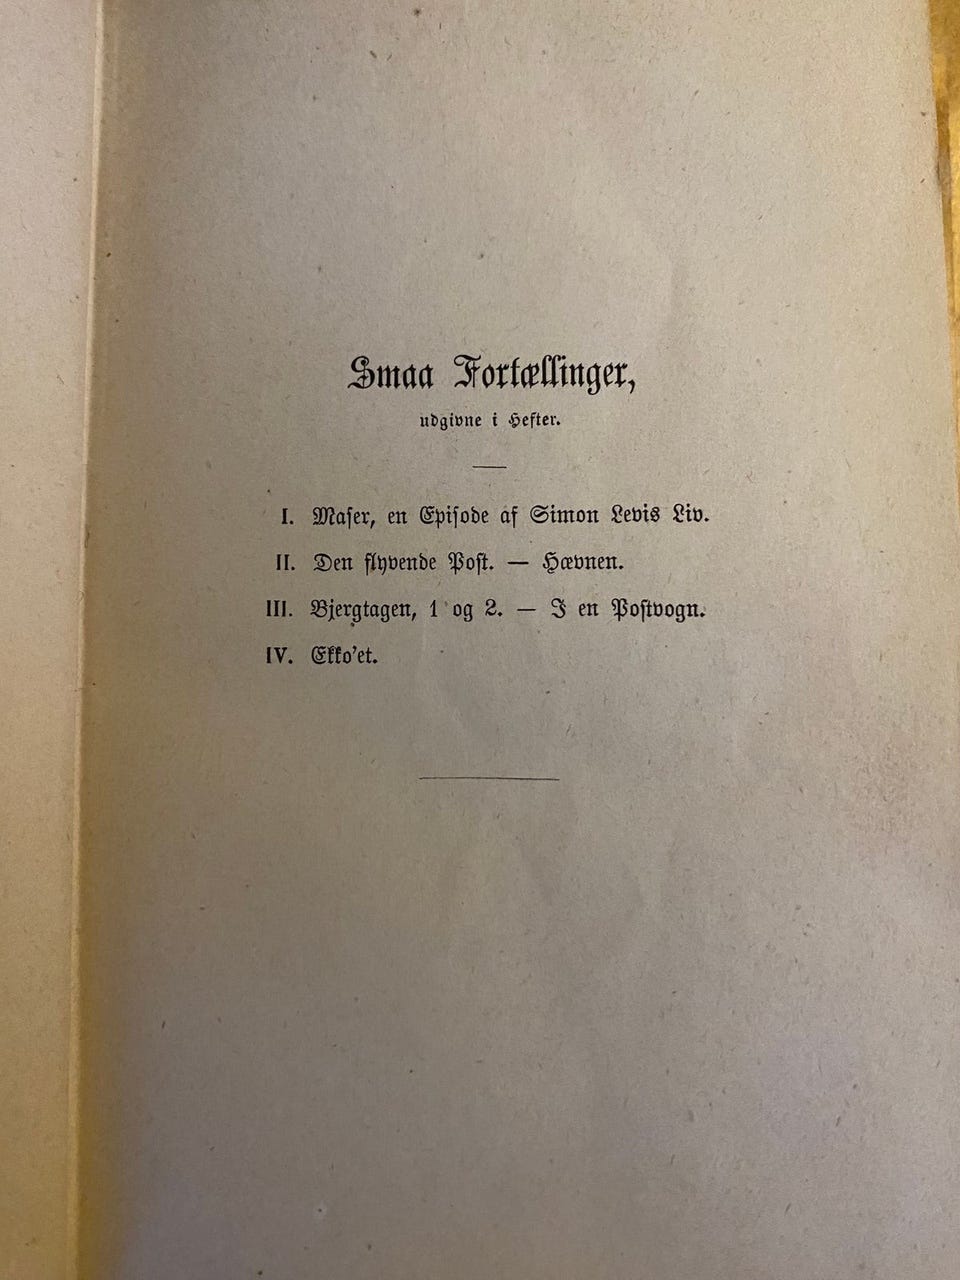 Smaa Fortællinger,
udgivne i Hefter.
I. Maser, en Episode af Simon Levis Liv.
II. Den flyvende Post. — Hævnen.
III. Bjergtagen, 1 og 2. — I en Postvogn.
IV. Ekko'et.